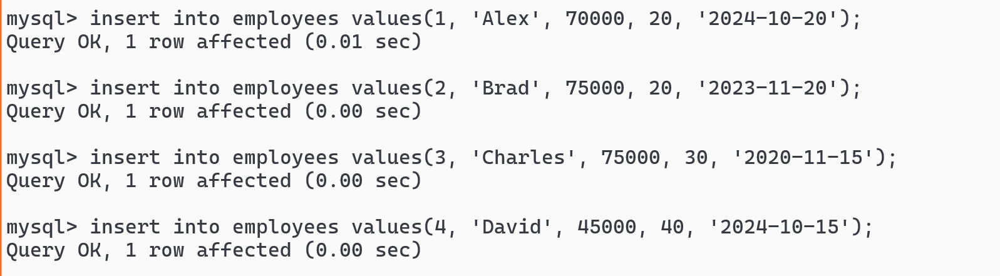 mysql> insert into employees values(1, 'Alex', 70000, 20, '2024-10-20');
Query OK, 1 row affected (0.01 sec)
mysql> insert into employees values(2, 'Brad', 75000, 20, '2023-11-20');
Query OK, 1 row affected (0.00 sec)
mysql> insert into employees values(3, 'Charles', 75000, 30, '2020-11-15');
Query OK, 1 row affected (0.00 sec)
mysql> insert into employees values(4, 'David', 45000, 40, '2024-10-15');
Query OK, 1 row affected (0.00 sec)